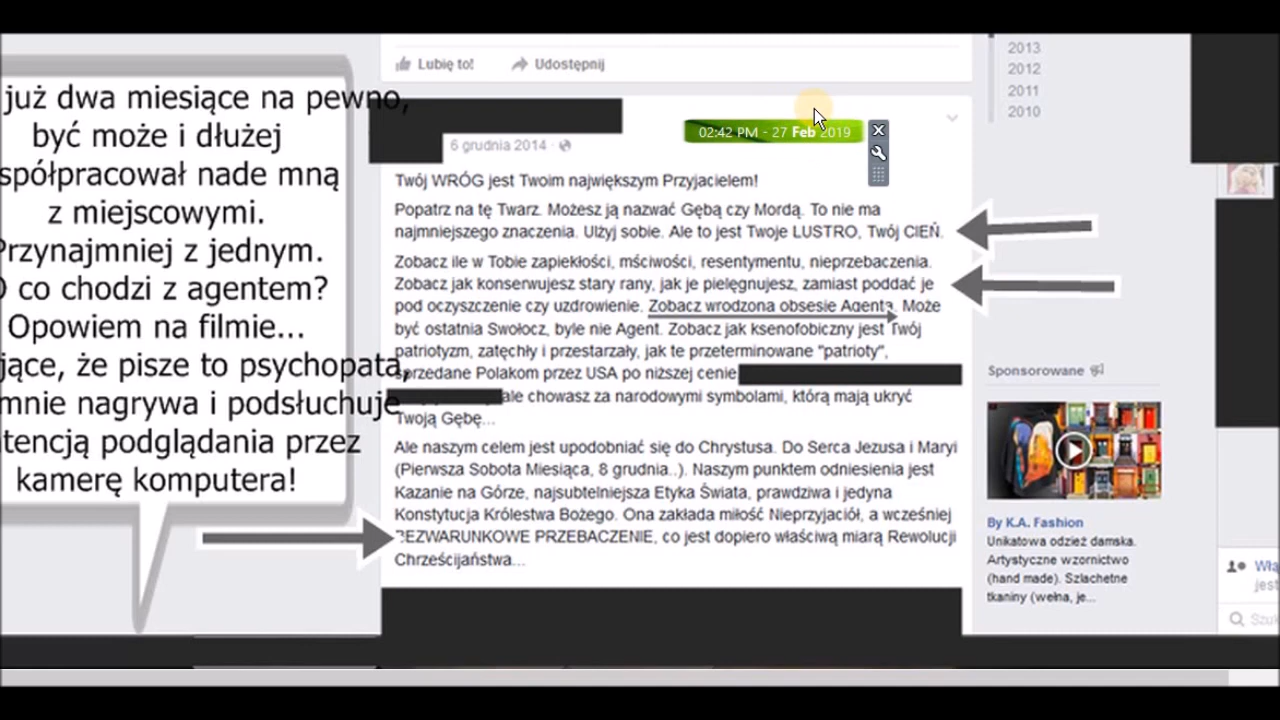 już dwa miesiące na pewno,
być może i dłużej
spółpracował nade mną
z miejscowymi.
Przynajmniej z jednym.
O co chodzi z agentem?
Opowiem na filmie...
jące, że pisze to psychopata,
mnie nagrywa i podsłuchuje
tencją podglądania przez
kamerę komputera!
Lubię to! Udostępnij
02:42 PM - 27 Feb 2019
6 grudnia 2014 ·
Twój WRÓG jest Twoim największym Przyjacielem!
Popatrz na tę Twarz. Możesz ją nazwać Gębą czy Mordą. To nie ma
najmniejszego znaczenia. Ulżyj sobie. Ale to jest Twoje LUSTRO, Twój CIEŃ.
Zobacz ile w Tobie zapiekłości, mściwości, resentymentu, nieprzebaczenia.
Zobacz jak konserwujesz stary rany, jak je pielęgnujesz, zamiast poddać je
pod oczyszczenie czy uzdrowienie. Zobacz wrodzona obsesie Agenta. Może
być ostatnia Swołocz, byle nie Agent. Zobacz jak ksenofobiczny jest Twój
patriotyzm, zatęchły i przestarzały, jak te przeterminowane "patrioty",
sprzedane Polakom przez USA po niższej cenie
ale chowasz za narodowymi symbolami, którą mają ukryć
Twoją Gębę...
Ale naszym celem jest upodobniać się do Chrystusa. Do Serca Jezusa i Maryi
(Pierwsza Sobota Miesiąca, 8 grudnia..). Naszym punktem odniesienia jest
Kazanie na Górze, najsubtelniejsza Etyka Świata, prawdziwa i jedyna
Konstytucja Królestwa Bożego. Ona zakłada miłość Nieprzyjaciół, a wcześniej
BEZWARUNKOWE PRZEBACZENIE, co jest dopiero właściwą miarą Rewolucji
Chrześcijaństwa...
2013
2012
2011
2010
Sponsorowane
By K.A. Fashion
Unikatowa odzież damska.
Artystyczne wzornictwo
(hand made). Szlachetne
tkaniny (wełna, je...
Włą
jest
Szuk